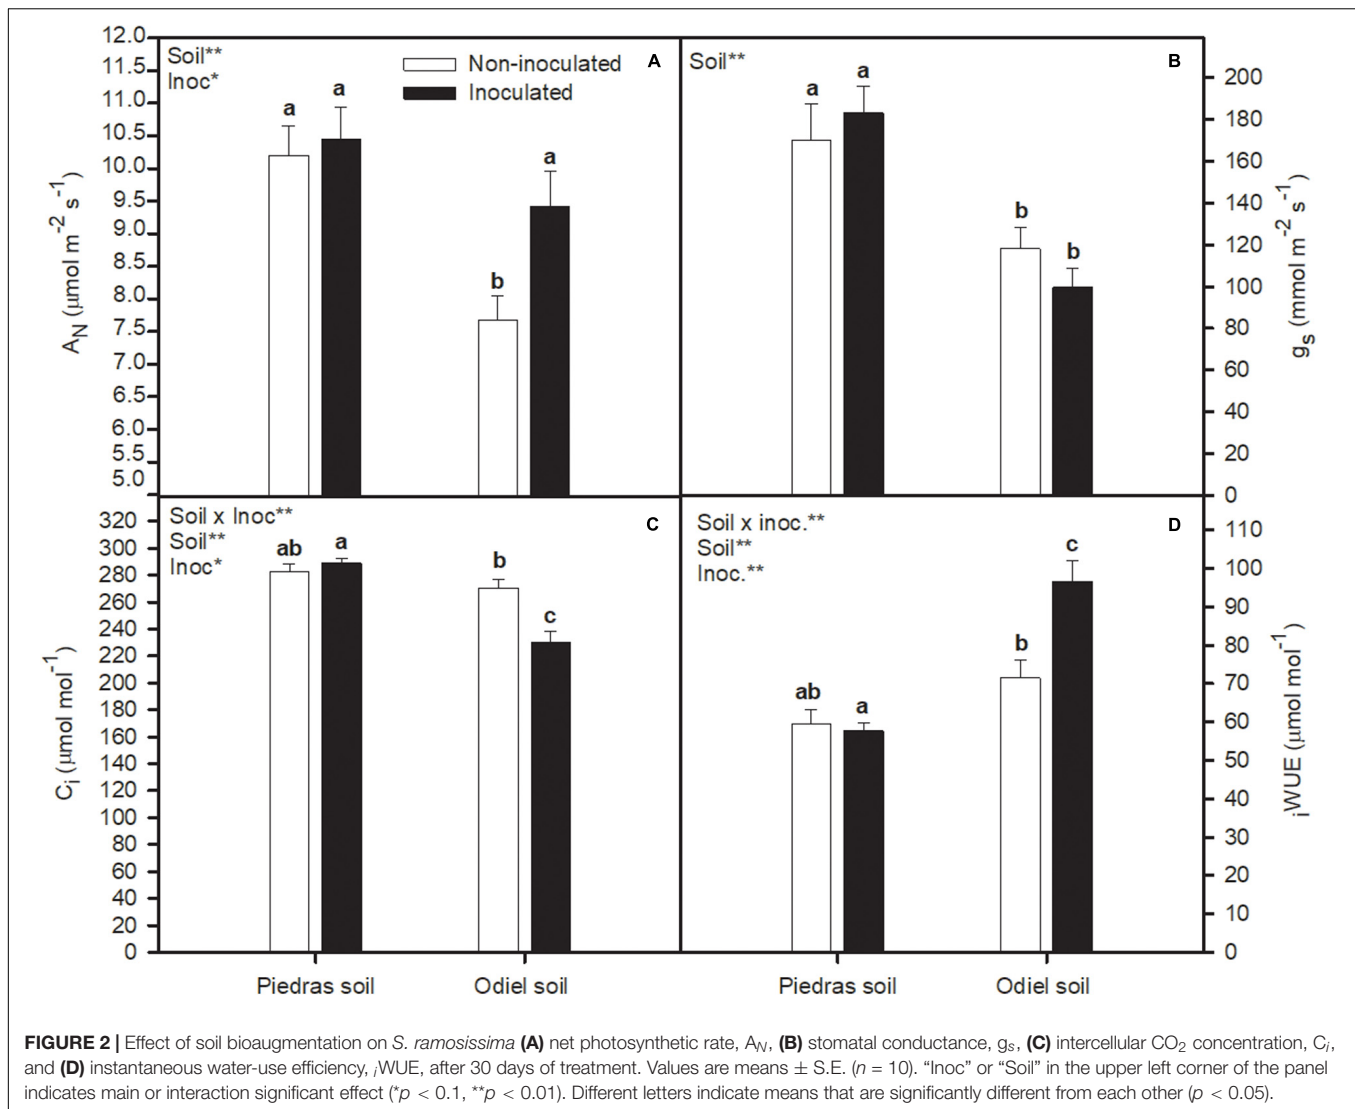 12.0
11.5
11.0
10.5
10.0
9.5
9.0
8.5
8.0
7.5
7.0
6.5
6.0
5.5
5.0
A_N (μmol m⁻² s⁻¹)
Soil**
Inoc*
Non-inoculated
Inoculated
A
a
a
b
a
Soil**
B
a
a
b
b
200
180
160
140
120
100
80
60
40
20
0
g_s (mmol m⁻² s⁻¹)
320
300
280
260
240
220
200
180
160
140
120
100
80
60
40
20
0
C_i (μmol mol⁻¹)
Soil x Inoc**
Soil**
Inoc*
C
ab
a
b
c
Piedras soil
Odiel soil
Soil x inoc.**
Soil**
Inoc.**
D
ab
a
b
c
110
100
90
80
70
60
50
40
30
20
10
0
iWUE (μmol mol⁻¹)
Piedras soil
Odiel soil
FIGURE 2 | Effect of soil bioaugmentation on S. ramosissima (A) net photosynthetic rate, A_N, (B) stomatal conductance, g_s, (C) intercellular CO₂ concentration, C_i,
and (D) instantaneous water-use efficiency, iWUE, after 30 days of treatment. Values are means ± S.E. (n = 10). “Inoc” or “Soil” in the upper left corner of the panel
indicates main or interaction significant effect (*p < 0.1, **p < 0.01). Different letters indicate means that are significantly different from each other (p < 0.05).